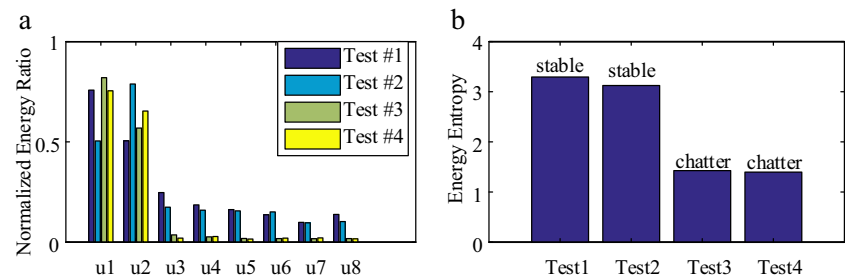 a
Normalized Energy Ratio
1
0.5
0
Test #1
Test #2
Test #3
Test #4
u1 u2 u3 u4 u5 u6 u7 u8
b
Energy Entropy
4
3
2
1
0
stable stable chatter chatter
Test1 Test2 Test3 Test4